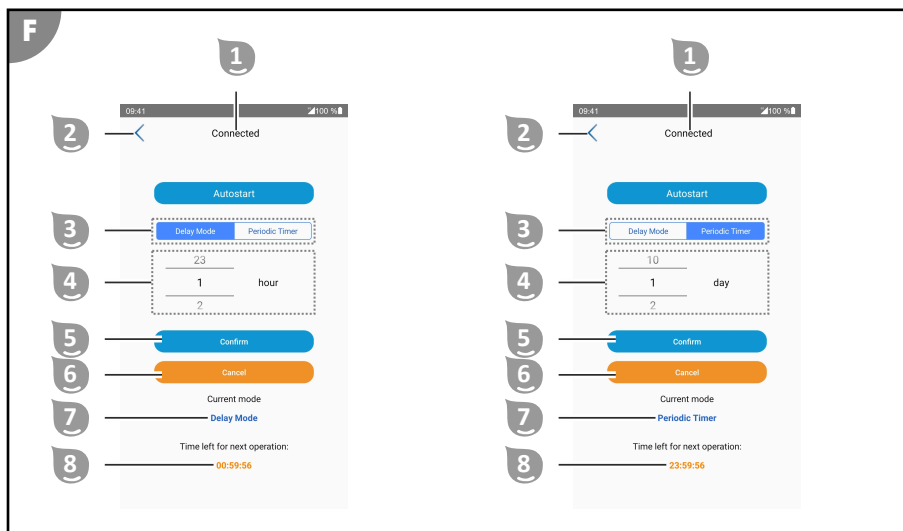 F
1
1
09:41 100 %
09:41 100 %
2 Connected
2 Connected
Autostart
Autostart
3 Delay Mode Periodic Timer
3 Delay Mode Periodic Timer
23
10
4 1 hour
4 1 day
2
2
5 Confirm
5 Confirm
6 Cancel
6 Cancel
Current mode
Current mode
7 Delay Mode
7 Periodic Timer
Time left for next operation:
Time left for next operation:
8 00:59:56
8 23:59:56